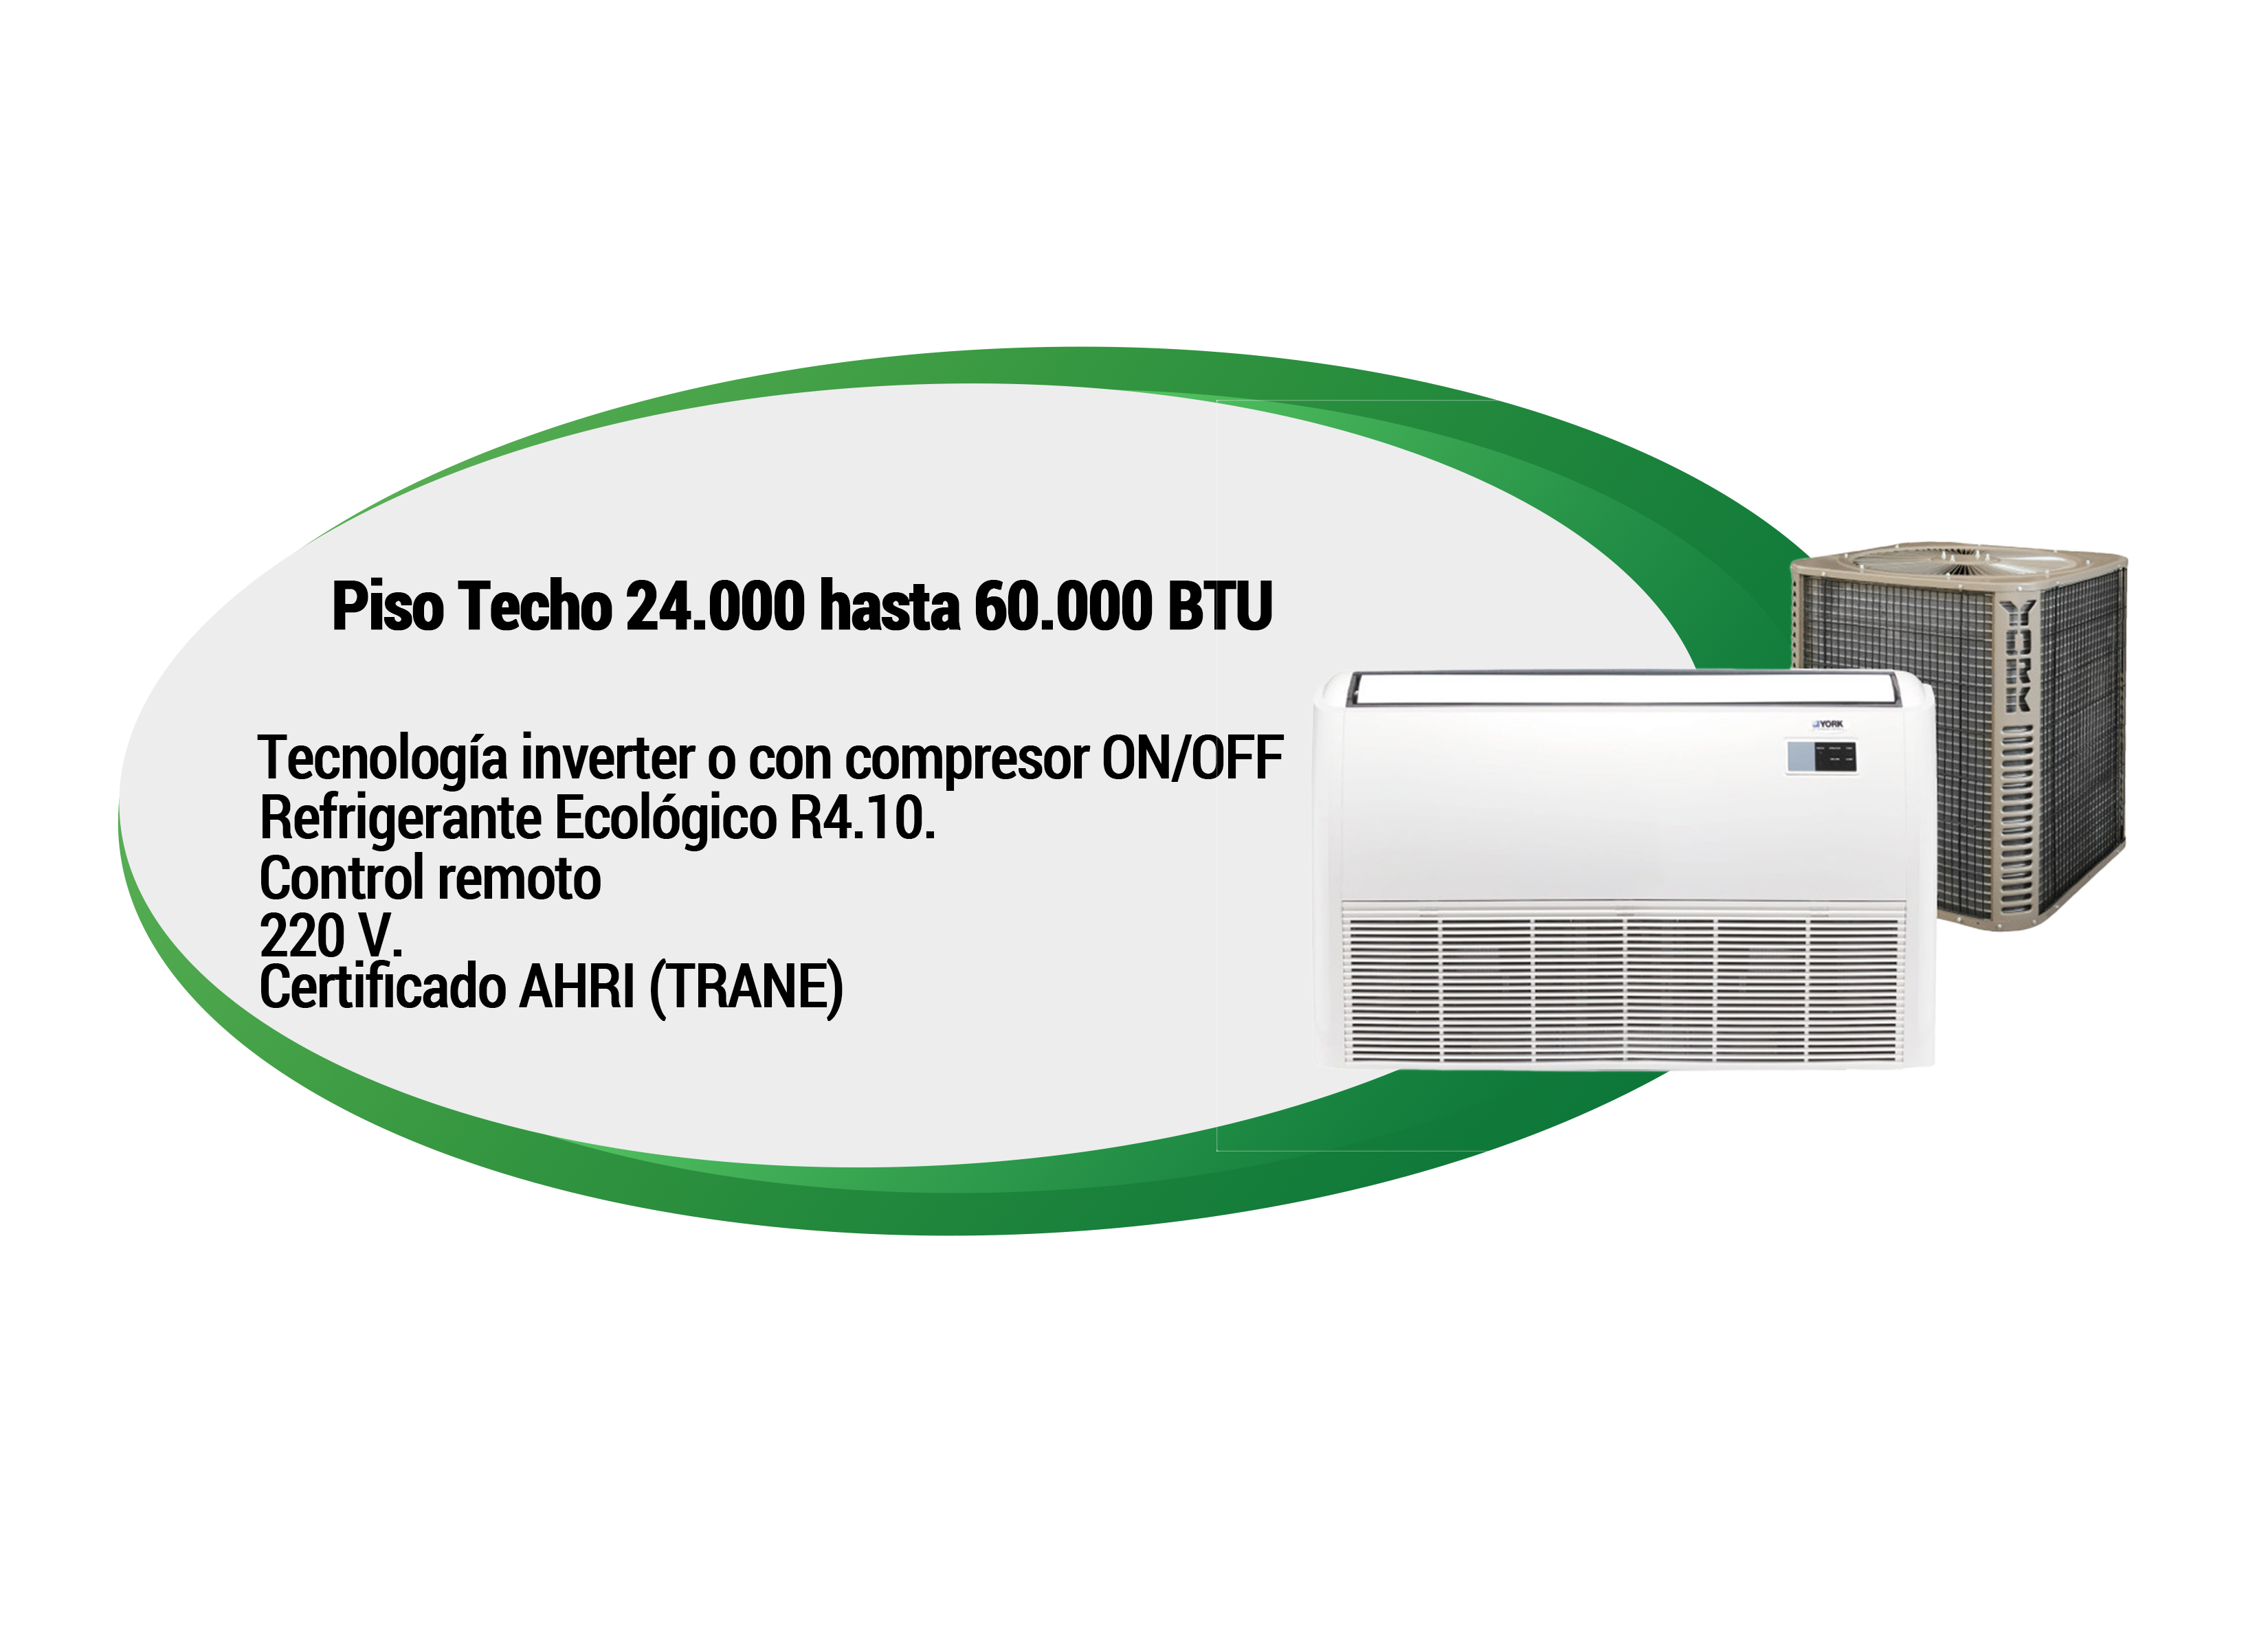 Piso Techo 24.000 hasta 60.000 BTU
Tecnología inverter o con compresor ON/OFF
Refrigerante Ecológico R4.10.
Control remoto
220 V.
Certificado AHRI (TRANE)
YORK
YORK